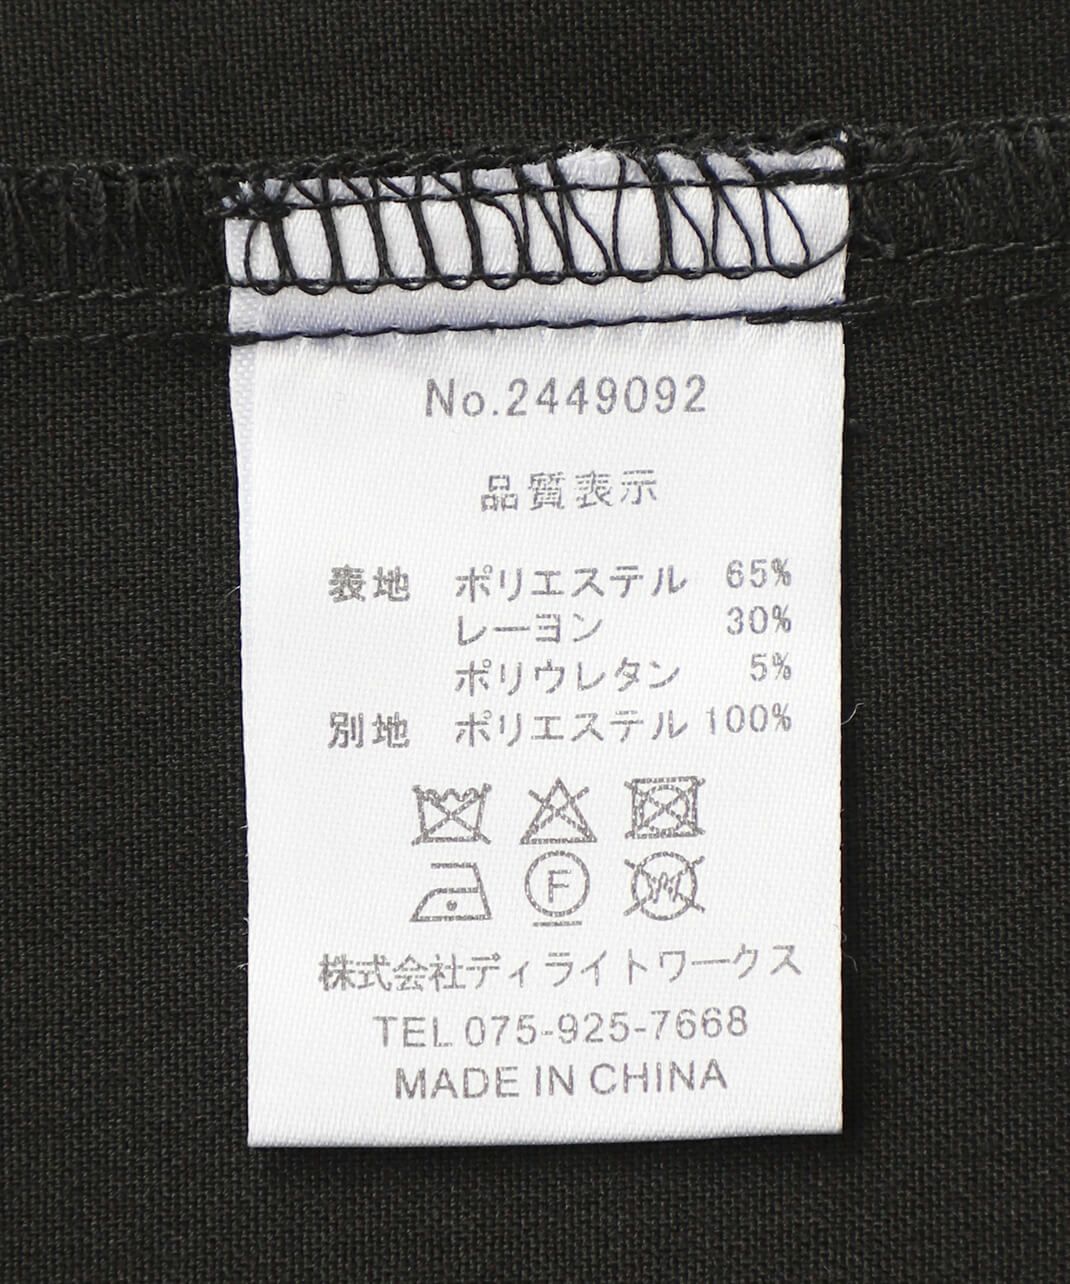 No.2449092
品質表示
表地 ポリエステル 65%
レーヨン 30%
ポリウレタン 5%
別地 ポリエステル 100%
F
W
株式会社ディライトワークス
TEL 075-925-7668
MADE IN CHINA